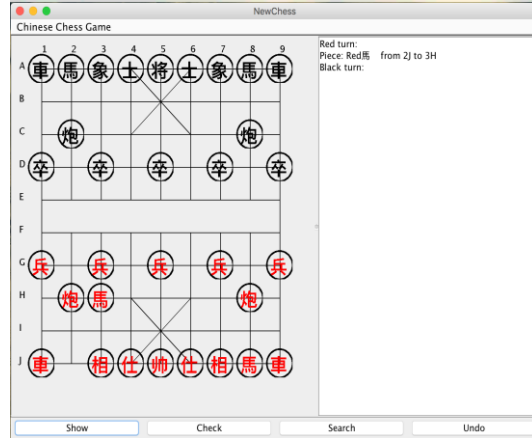 NewChess
Chinese Chess Game
1 2 3 4 5 6 7 8 9
A 車 馬 象 士 将 士 象 馬 車
B
C 炮 炮
D 卒 卒 卒 卒 卒
E
F
G 兵 兵 兵 兵 兵
H 炮 馬 炮
I
J 車 相 仕 帅 仕 相 馬 車
Red turn:
Piece: Red馬 from 2J to 3H
Black turn:
Show Check Search Undo